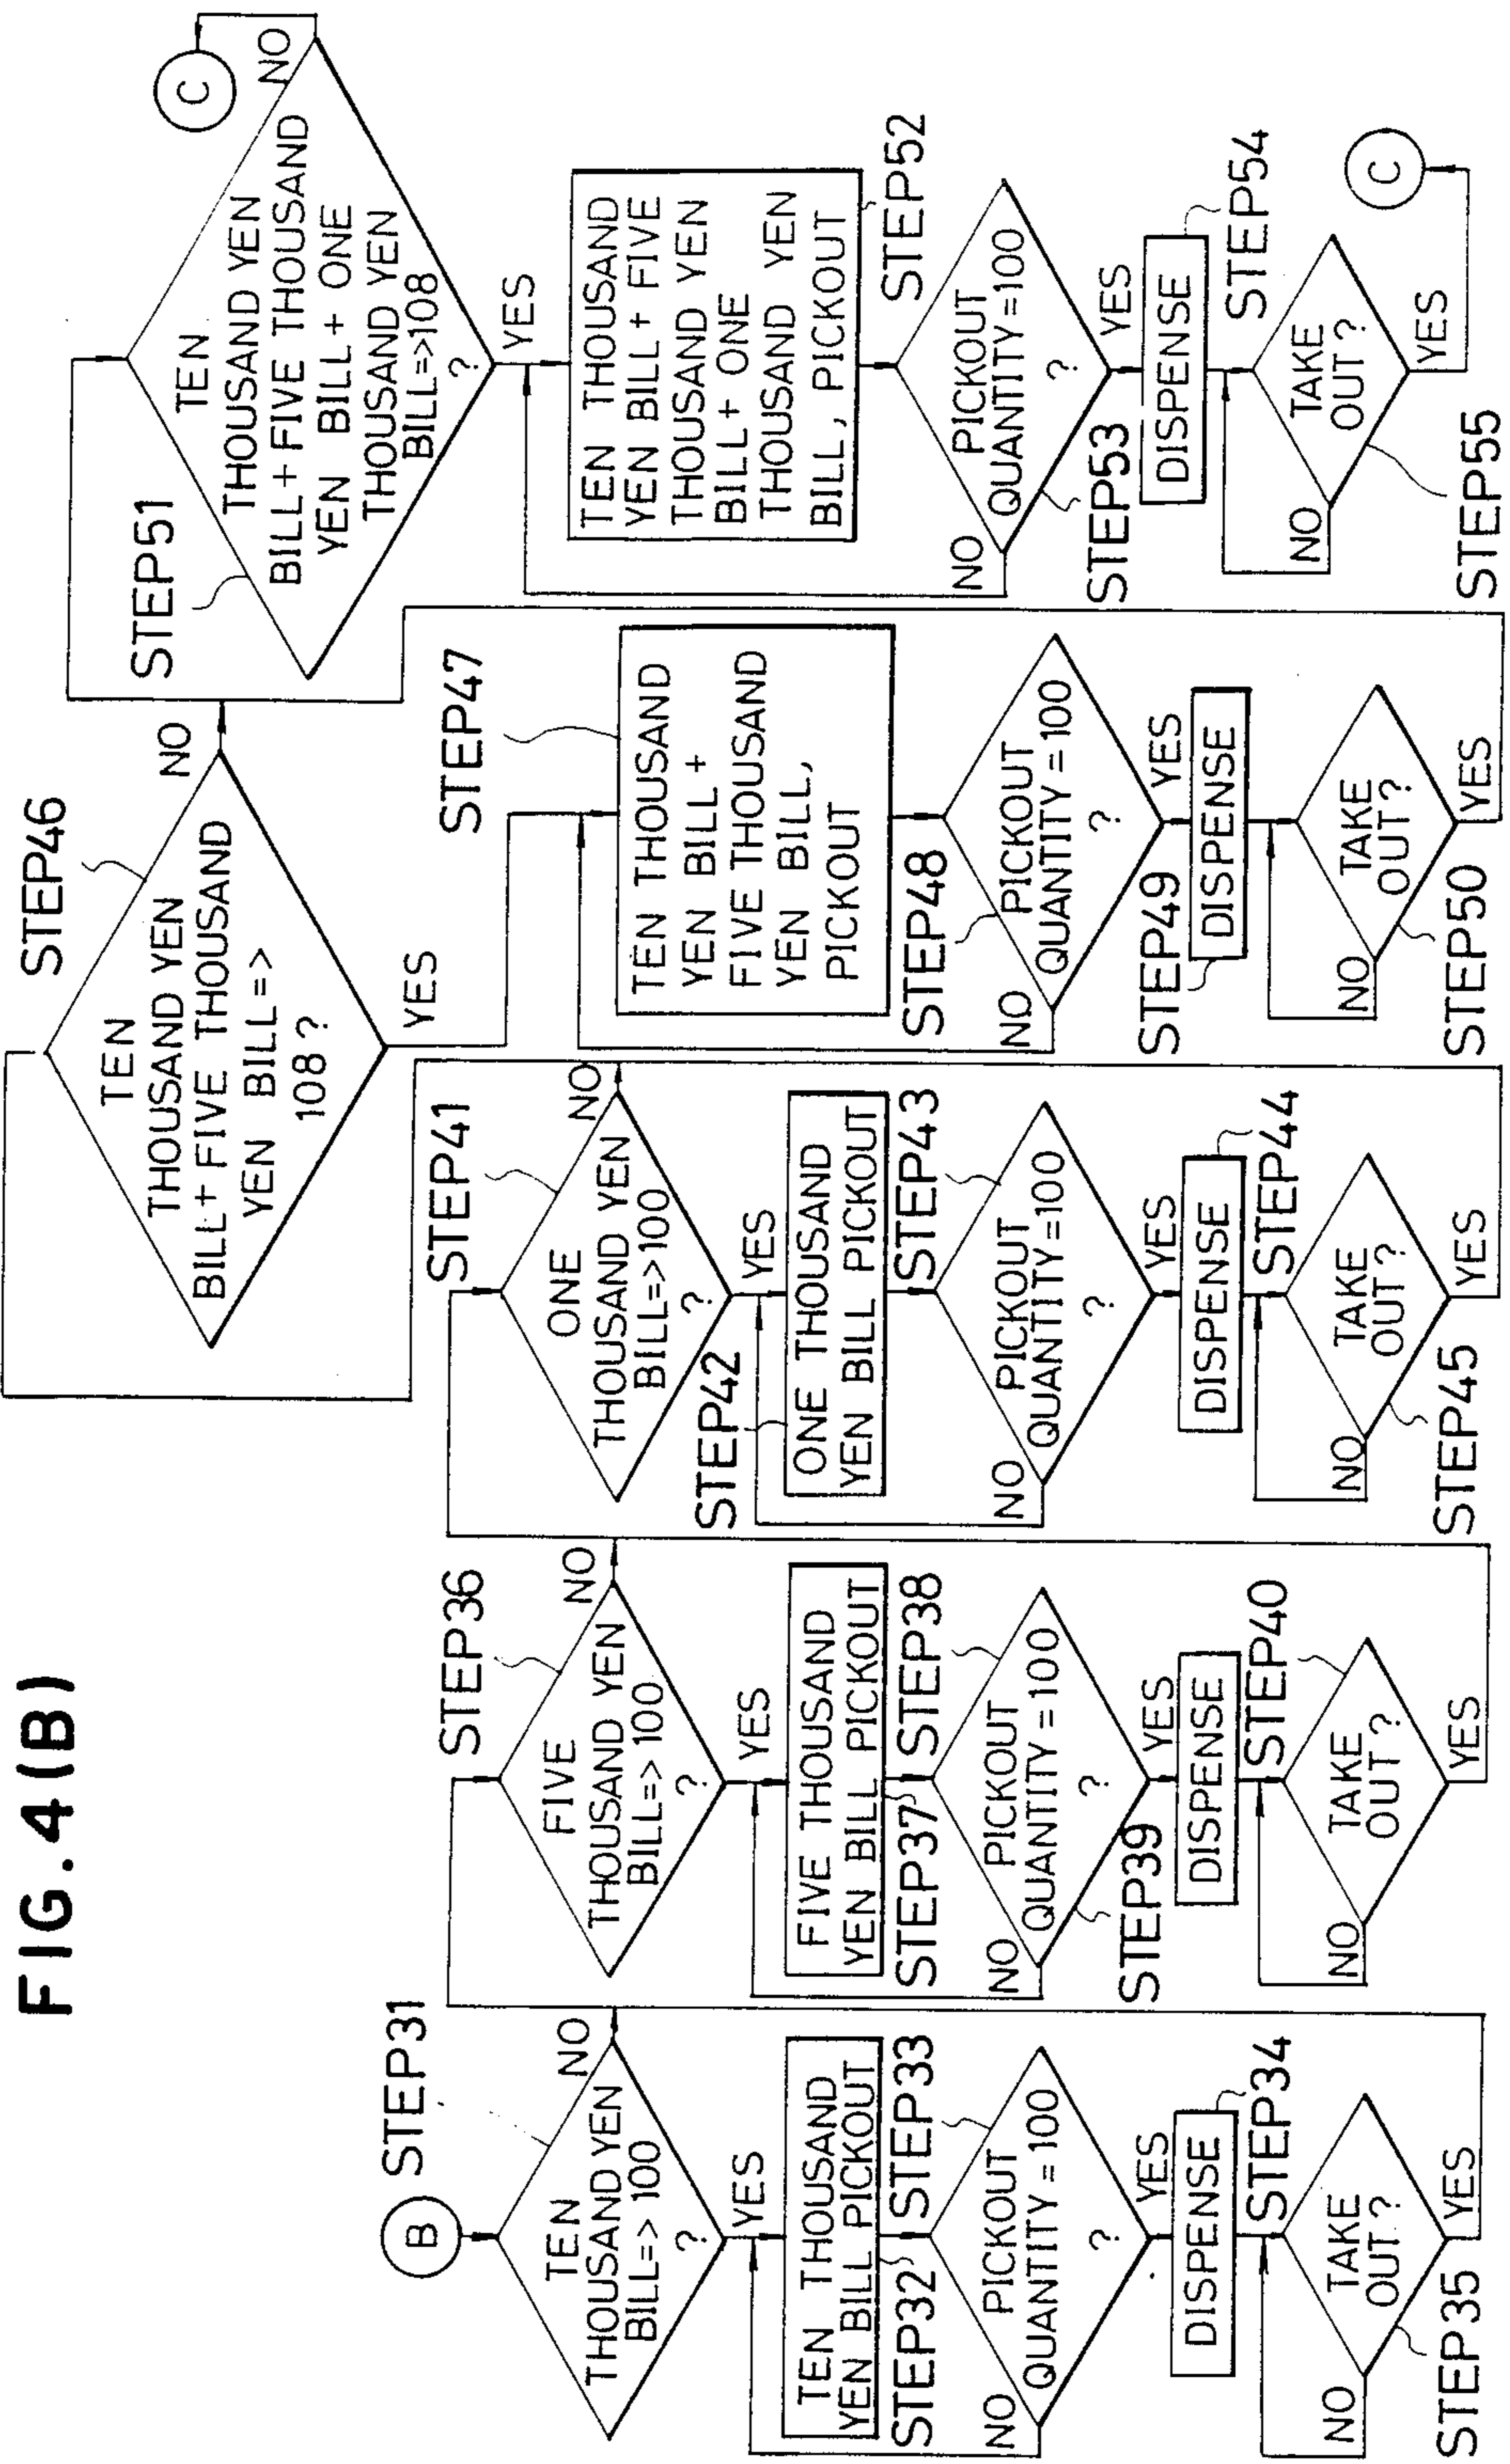 FIG. 4(B)
B
STEP31
TEN
THOUSAND YEN
BILL=> 100
?
NO
YES
TEN THOUSAND
YEN BILL PICKOUT
STEP32
STEP33
PICKOUT
QUANTITY = 100
?
NO
YES
DISPENSE
STEP34
TAKE
OUT?
NO
YES
STEP35
STEP36
FIVE
THOUSAND YEN
BILL=> 100
?
NO
YES
FIVE THOUSAND
YEN BILL PICKOUT
STEP37
STEP38
PICKOUT
QUANTITY = 100
?
NO
YES
STEP39
DISPENSE
STEP40
TAKE
OUT?
NO
YES
STEP41
ONE
THOUSAND YEN
BILL=>100
?
NO
YES
STEP42
ONE THOUSAND
YEN BILL PICKOUT
STEP43
PICKOUT
QUANTITY=100
?
NO
YES
DISPENSE
STEP44
TAKE
OUT?
NO
YES
STEP45
STEP46
TEN
THOUSAND YEN
BILL+ FIVE THOUSAND
YEN BILL=>
108?
NO
YES
STEP47
TEN THOUSAND
YEN BILL+
FIVE THOUSAND
YEN BILL,
PICKOUT
STEP48
PICKOUT
QUANTITY = 100
?
NO
YES
STEP49
DISPENSE
TAKE
OUT?
NO
YES
STEP50
STEP51
TEN
THOUSAND YEN
BILL+FIVE THOUSAND
YEN BILL+ ONE
THOUSAND YEN
BILL=>108
?
NO
C
YES
TEN THOUSAND
YEN BILL+ FIVE
THOUSAND YEN
BILL+ ONE
THOUSAND YEN
BILL, PICKOUT
STEP52
PICKOUT
QUANTITY=100
?
NO
YES
STEP53
DISPENSE
STEP54
TAKE
OUT?
NO
YES
STEP55
C